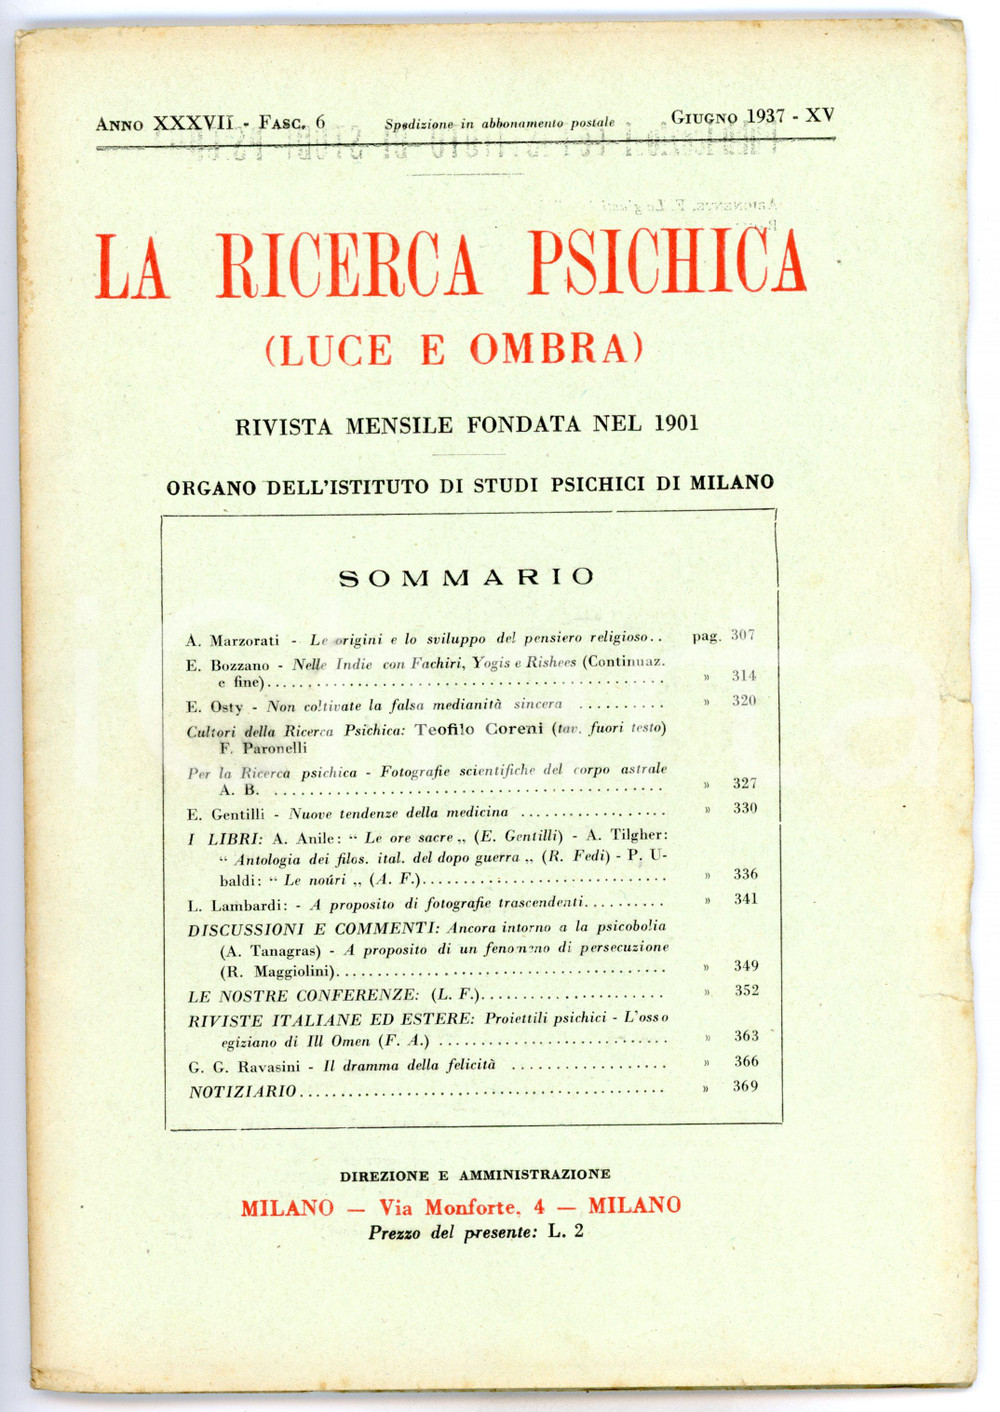 ANNO XXXVII - FASC. 6 Spedizione in abbonamento postale GIUGNO 1937 - XV
LA RICERCA PSICHICA
(LUCE E OMBRA)
RIVISTA MENSILE FONDATA NEL 1901
ORGANO DELL'ISTITUTO DI STUDI PSICHICI DI MILANO
SOMMARIO
A. Marzorati - Le origini e lo sviluppo del pensiero religioso.. pag. 307
E. Bozzano - Nelle Indie con Fachiri, Yogis e Rishees (Continuaz.
e fine)........................................... » 314
E. Osty - Non coltivate la falsa medianità sincera .......... » 320
Cultori della Ricerca Psichica: Teofilo Coreni (tav. fuori testo)
F. Paronelli
Per la Ricerca psichica - Fotografie scientifiche del corpo astrale
A. B. .......................................... » 327
E. Gentilli - Nuove tendenze della medicina .................. » 330
I LIBRI: A. Anile: “ Le ore sacre „ (E. Gentilli) - A. Tilgher:
“ Antologia dei filos. ital. del dopo guerra „ (R. Fedi) - P. U-
baldi: “ Le noúri „ (A. F.)........................... » 336
L. Lambardi: - A proposito di fotografie trascendenti.......... » 341
DISCUSSIONI E COMMENTI: Ancora intorno a la psicobolia
(A. Tanagras) - A proposito di un fenomeno di persecuzione
(R. Maggiolini).................................... » 349
LE NOSTRE CONFERENZE: (L. F.).................... » 352
RIVISTE ITALIANE ED ESTERE: Proiettili psichici - L'osso
egiziano di Ill Omen (F. A.) ......................... » 363
G. G. Ravasini - Il dramma della felicità ................. » 366
NOTIZIARIO........................................ » 369
DIREZIONE E AMMINISTRAZIONE
MILANO — Via Monforte, 4 — MILANO
Prezzo del presente: L. 2